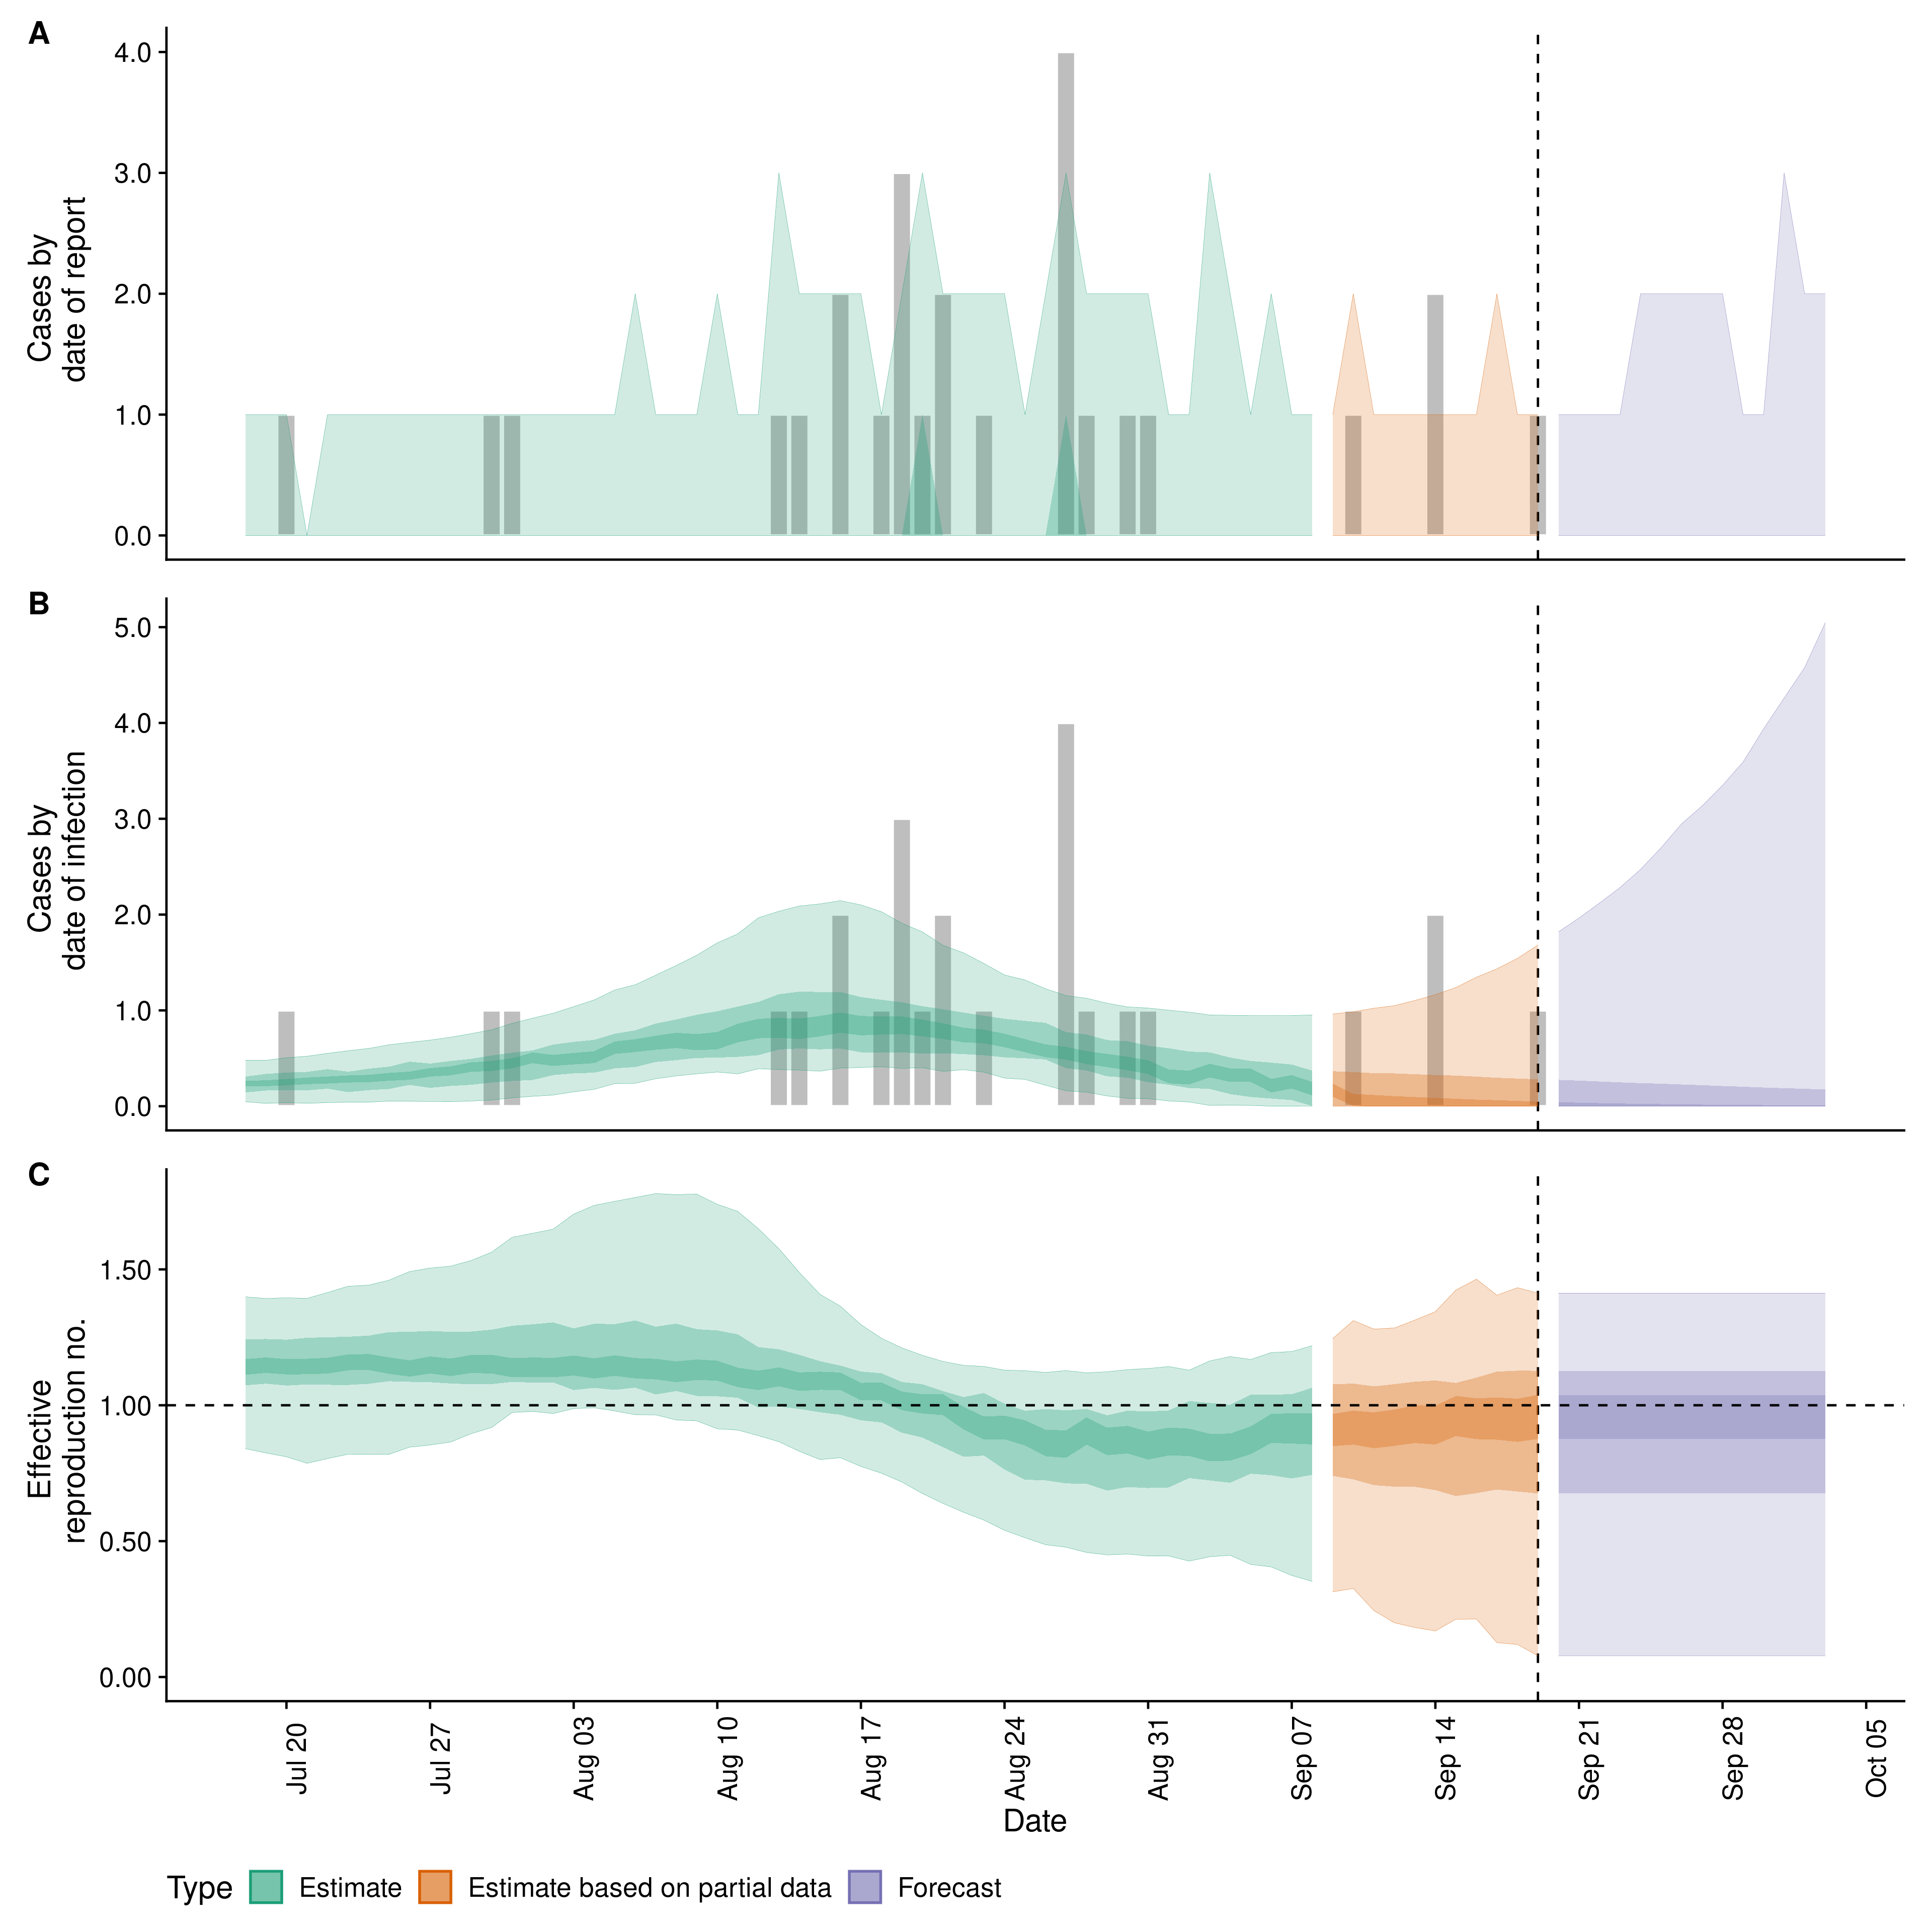 A
4.0
3.0
2.0
1.0
0.0
Cases by
date of report
B
5.0
4.0
3.0
2.0
1.0
0.0
Cases by
date of infection
C
1.50
1.00
0.50
0.00
Effective
reproduction no.
Jul 20
Jul 27
Aug 03
Aug 10
Aug 17
Aug 24
Aug 31
Sep 07
Sep 14
Sep 21
Sep 28
Oct 05
Date
Type Estimate Estimate based on partial data Forecast